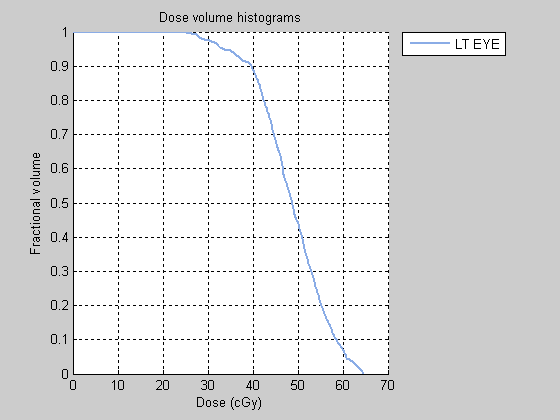 Dose volume histograms
LT EYE
1
0.9
0.8
0.7
0.6
0.5
0.4
0.3
0.2
0.1
0
Fractional volume
0 10 20 30 40 50 60 70
Dose (cGy)